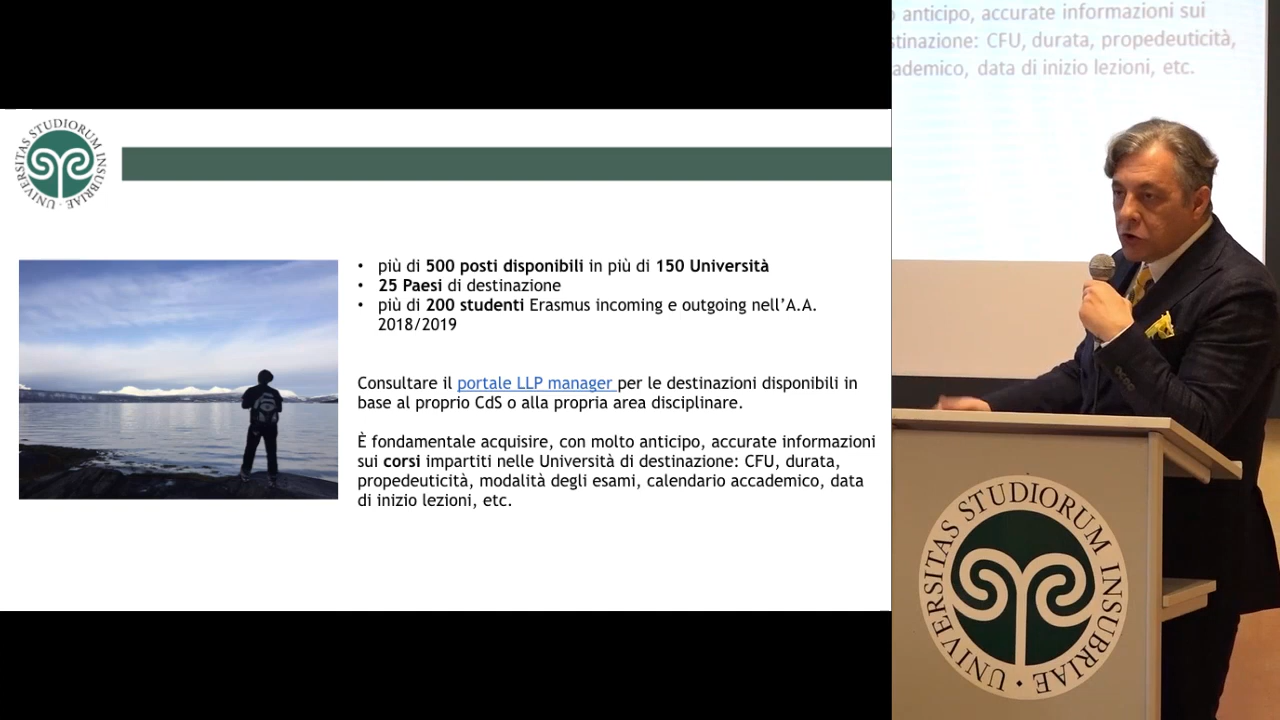 UNIVERSITAS STUDIORUM INSUBRIAE
• più di 500 posti disponibili in più di 150 Università
• 25 Paesi di destinazione
• più di 200 studenti Erasmus incoming e outgoing nell'A.A.
2018/2019
Consultare il portale LLP manager per le destinazioni disponibili in
base al proprio CdS o alla propria area disciplinare.
È fondamentale acquisire, con molto anticipo, accurate informazioni
sui corsi impartiti nelle Università di destinazione: CFU, durata,
propedeuticità, modalità degli esami, calendario accademico, data
di inizio lezioni, etc.
anticipo, accurate informazioni sui
stinazione: CFU, durata, propedeuticità,
ademico, data di inizio lezioni, etc.
UNIVERSITAS STUDIORUM INSUBRIAE